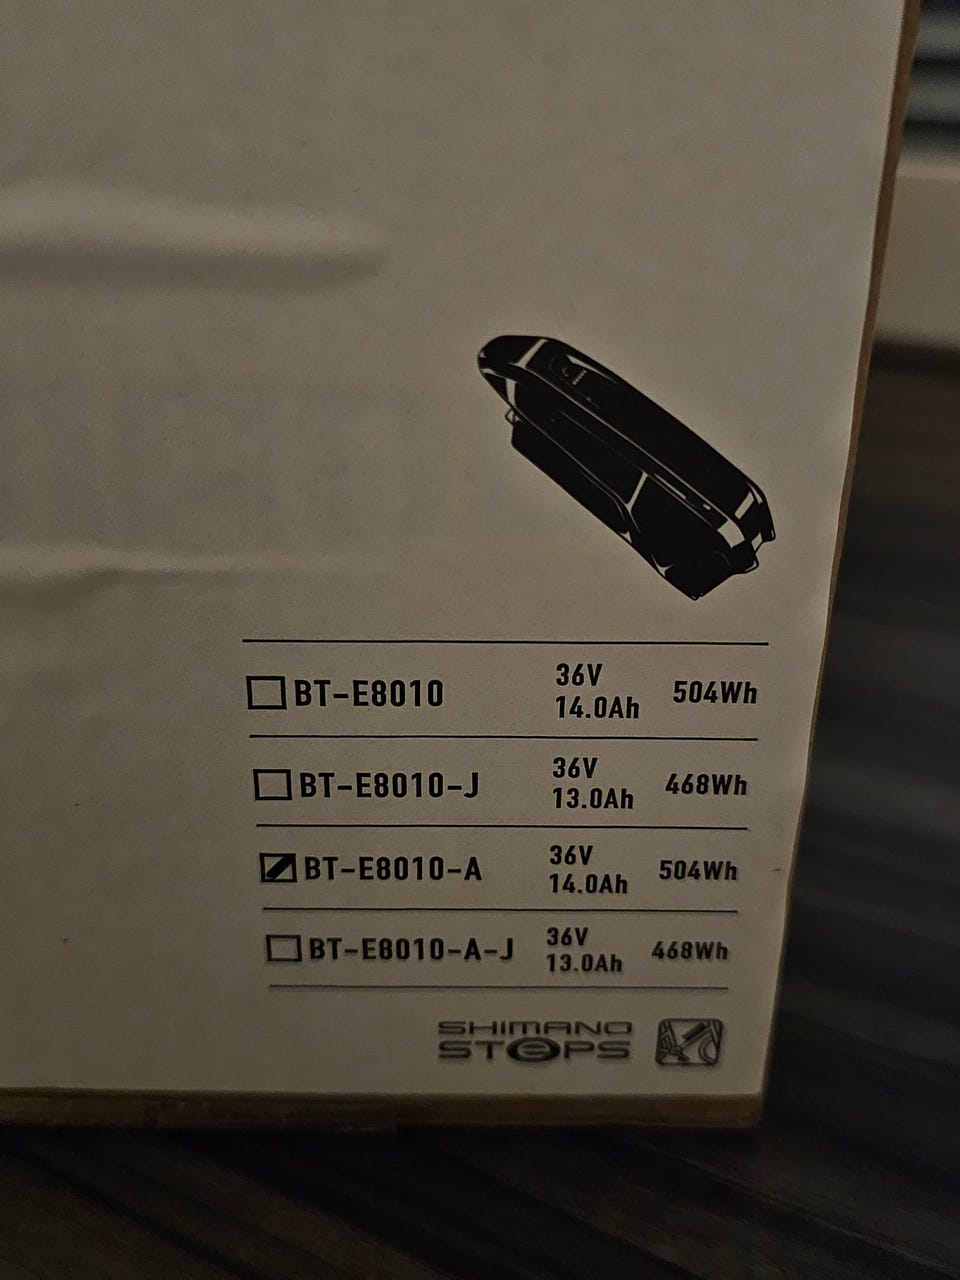 BT-E8010 36V 14.0Ah 504Wh
BT-E8010-J 36V 13.0Ah 468Wh
BT-E8010-A 36V 14.0Ah 504Wh
BT-E8010-A-J 36V 13.0Ah 468Wh
SHIMANO
STEPS